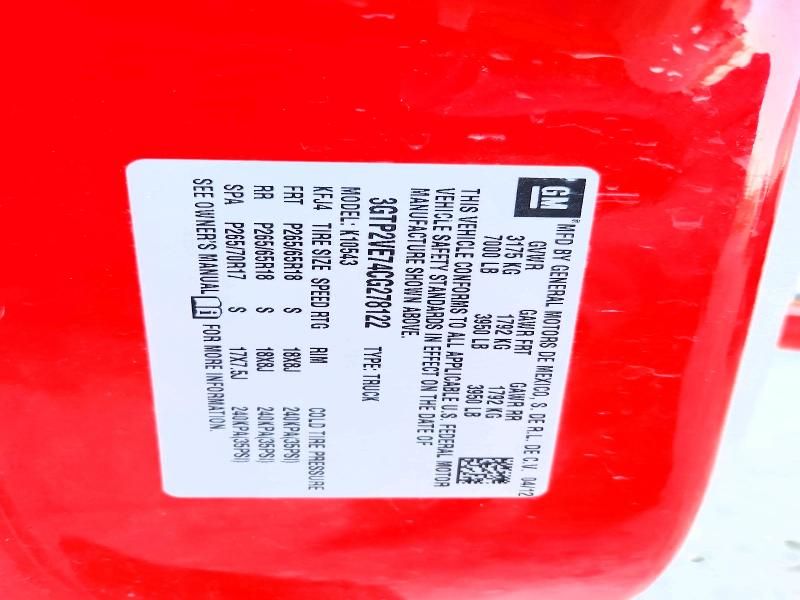 GM ® MFD BY GENERAL MOTORS DE MEXICO, S. DE R.L. DE C.V. 04/12
GVWR GAWR FRT GAWR RR
3175 KG 1792 KG 1792 KG
7000 LB 3950 LB 3950 LB
THIS VEHICLE CONFORMS TO ALL APPLICABLE U.S. FEDERAL MOTOR
VEHICLE SAFETY STANDARDS IN EFFECT ON THE DATE OF
MANUFACTURE SHOWN ABOVE.
3GTP2VE74CG278122 TYPE: TRUCK
MODEL: K10543
KFJ4 TIRE SIZE SPEED RTG RIM COLD TIRE PRESSURE
FRT P265/65R18 S 18X8J 240KPA(35PSI)
RR P265/65R18 S 18X8J 240KPA(35PSI)
SPA P265/70R17 S 17X7.5J 240KPA(35PSI)
SEE OWNER'S MANUAL FOR MORE INFORMATION.